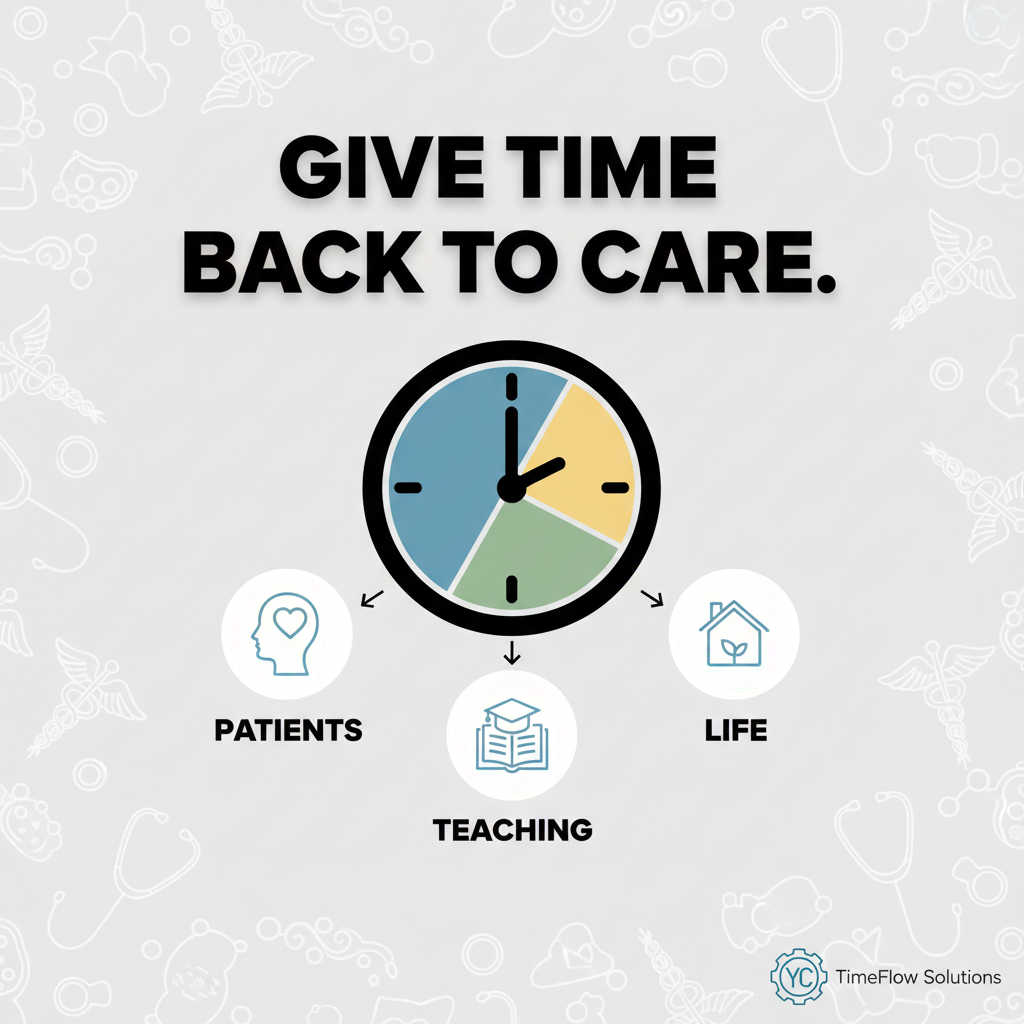 GIVE TIME
BACK TO CARE.
PATIENTS
LIFE
TEACHING
YC TimeFlow Solutions